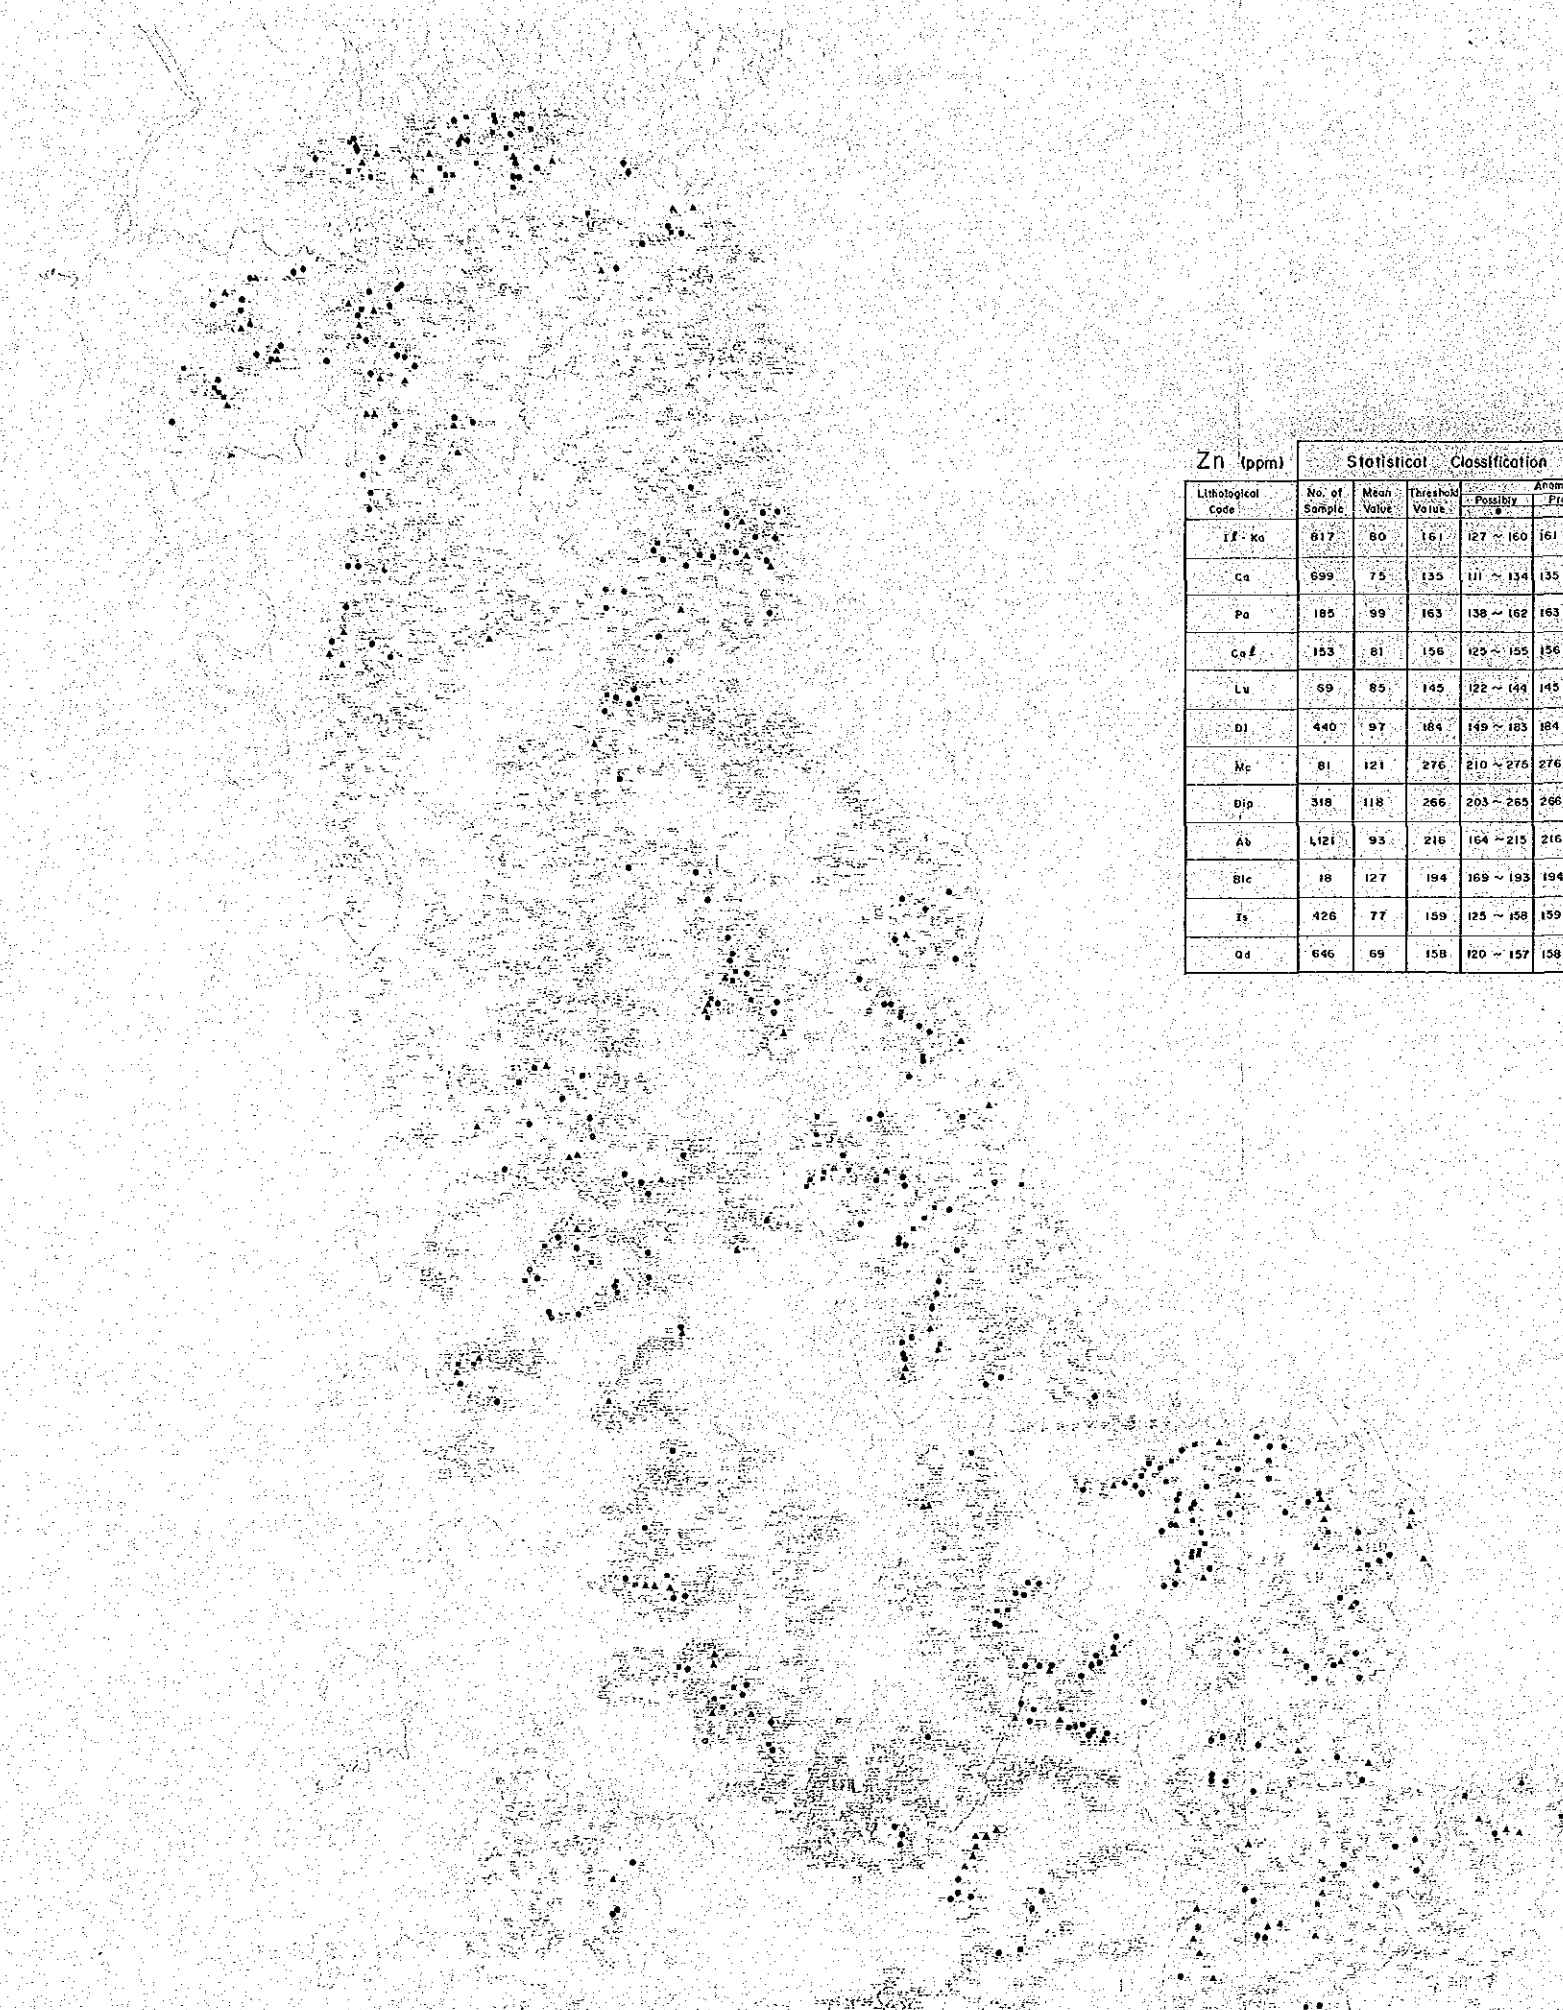 Zn (ppm) Statistical Classification
Lithological Code No. of Sample Mean Value Threshold Value Possibly ●
Iℓ - Ka 817 80 161 127 ~ 160 161
Ca 699 75 135 111 ~ 134 135
Pa 185 99 163 138 ~ 162 163
Caℓ 153 81 156 125 ~ 155 156
Lu 69 85 145 122 ~ 144 145
97 184 149 ~ 183 184
Mc 81 121 276 210 ~ 275 276
Dip 318 118 266 203 ~ 265 266
Ab 1,121 93 216 164 ~ 215 216
18 127 194 169 ~ 193 194
Is 426 77 159 125 ~ 158 159
Qd 646 69 158 120 ~ 157 158